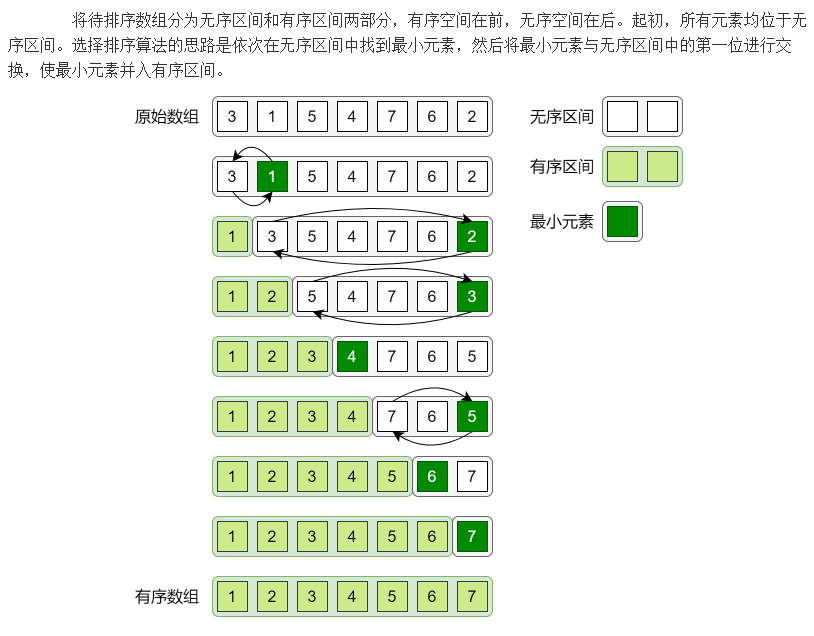 将待排序数组分为无序区间和有序区间两部分，有序空间在前，无序空间在后。起初，所有元素均位于无
序区间。选择排序算法的思路是依次在无序区间中找到最小元素，然后将最小元素与无序区间中的第一位进行交
换，使最小元素并入有序区间。
原始数组 3 1 5 4 7 6 2 无序区间
3 1 5 4 7 6 2 有序区间
1 3 5 4 7 6 2 最小元素
1 2 5 4 7 6 3
1 2 3 4 7 6 5
1 2 3 4 7 6 5
1 2 3 4 5 6 7
1 2 3 4 5 6 7
有序数组 1 2 3 4 5 6 7